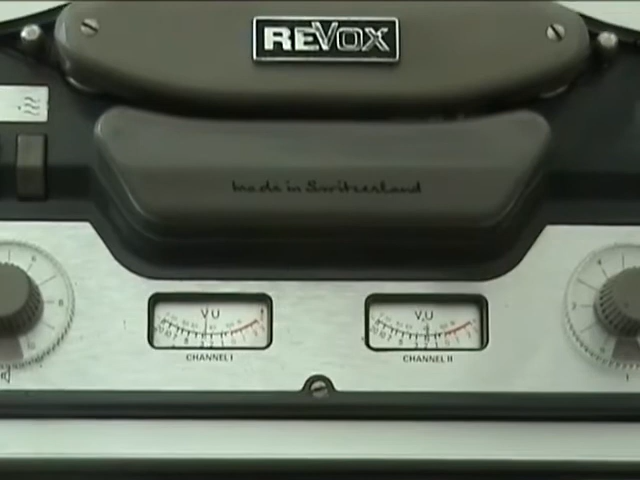 REVOX
made in Switzerland
VU
VU
CHANNEL I
CHANNEL II